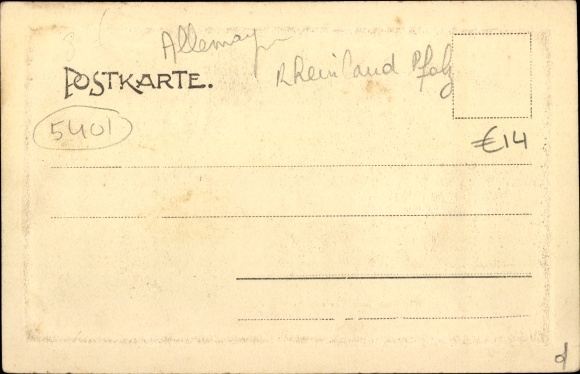 Allemagne
Rheinland Pfalz
POSTKARTE.
5401
€14